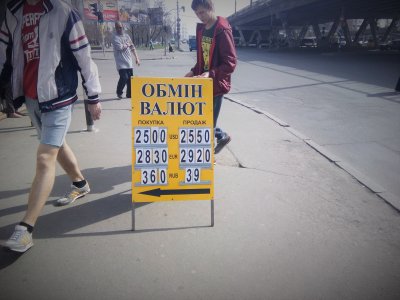 ОБМІН
ВАЛЮТ
ПОКУПКА ПРОДАЖ
2500 USD 2550
2830 EUR 2920
360 RUB 39